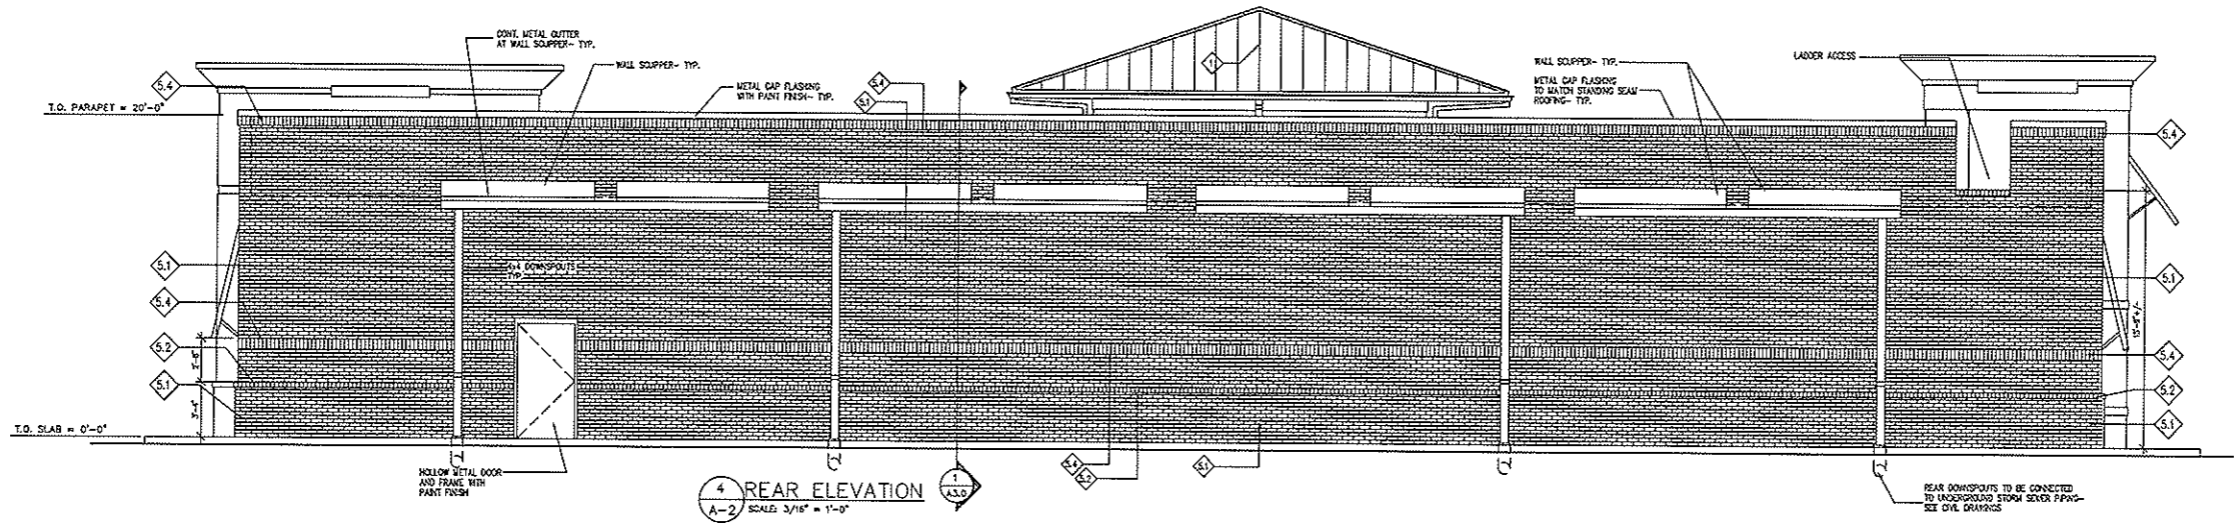 CONT. METAL GUTTER
AT WALL SCUPPER- TYP.
WALL SCUPPER- TYP.
METAL CAP FLASHING
WITH PAINT FINISH- TYP.
5.4
5.1
11
WALL SCUPPER- TYP.
METAL CAP FLASHING
TO MATCH STANDING SEAM
ROOFING- TYP.
LADDER ACCESS
5.4
T.O. PARAPET = 20'-0"
5.4
5.1
5.4
5.2
5.1
2'-8"
3'-4"
4x4 DOWNSPOUTS
TYP.
5.1
5.4
5.2
5.1
T.O. SLAB = 0'-0"
HOLLOW METAL DOOR
AND FRAME WITH
PAINT FINISH
5.4
5.2
5.1
4
A-2
REAR ELEVATION
SCALE: 3/16" = 1'-0"
1
A3.0
REAR DOWNSPOUTS TO BE CONNECTED
TO UNDERGROUND STORM SEWER PIPING-
SEE CIVIL DRAWINGS